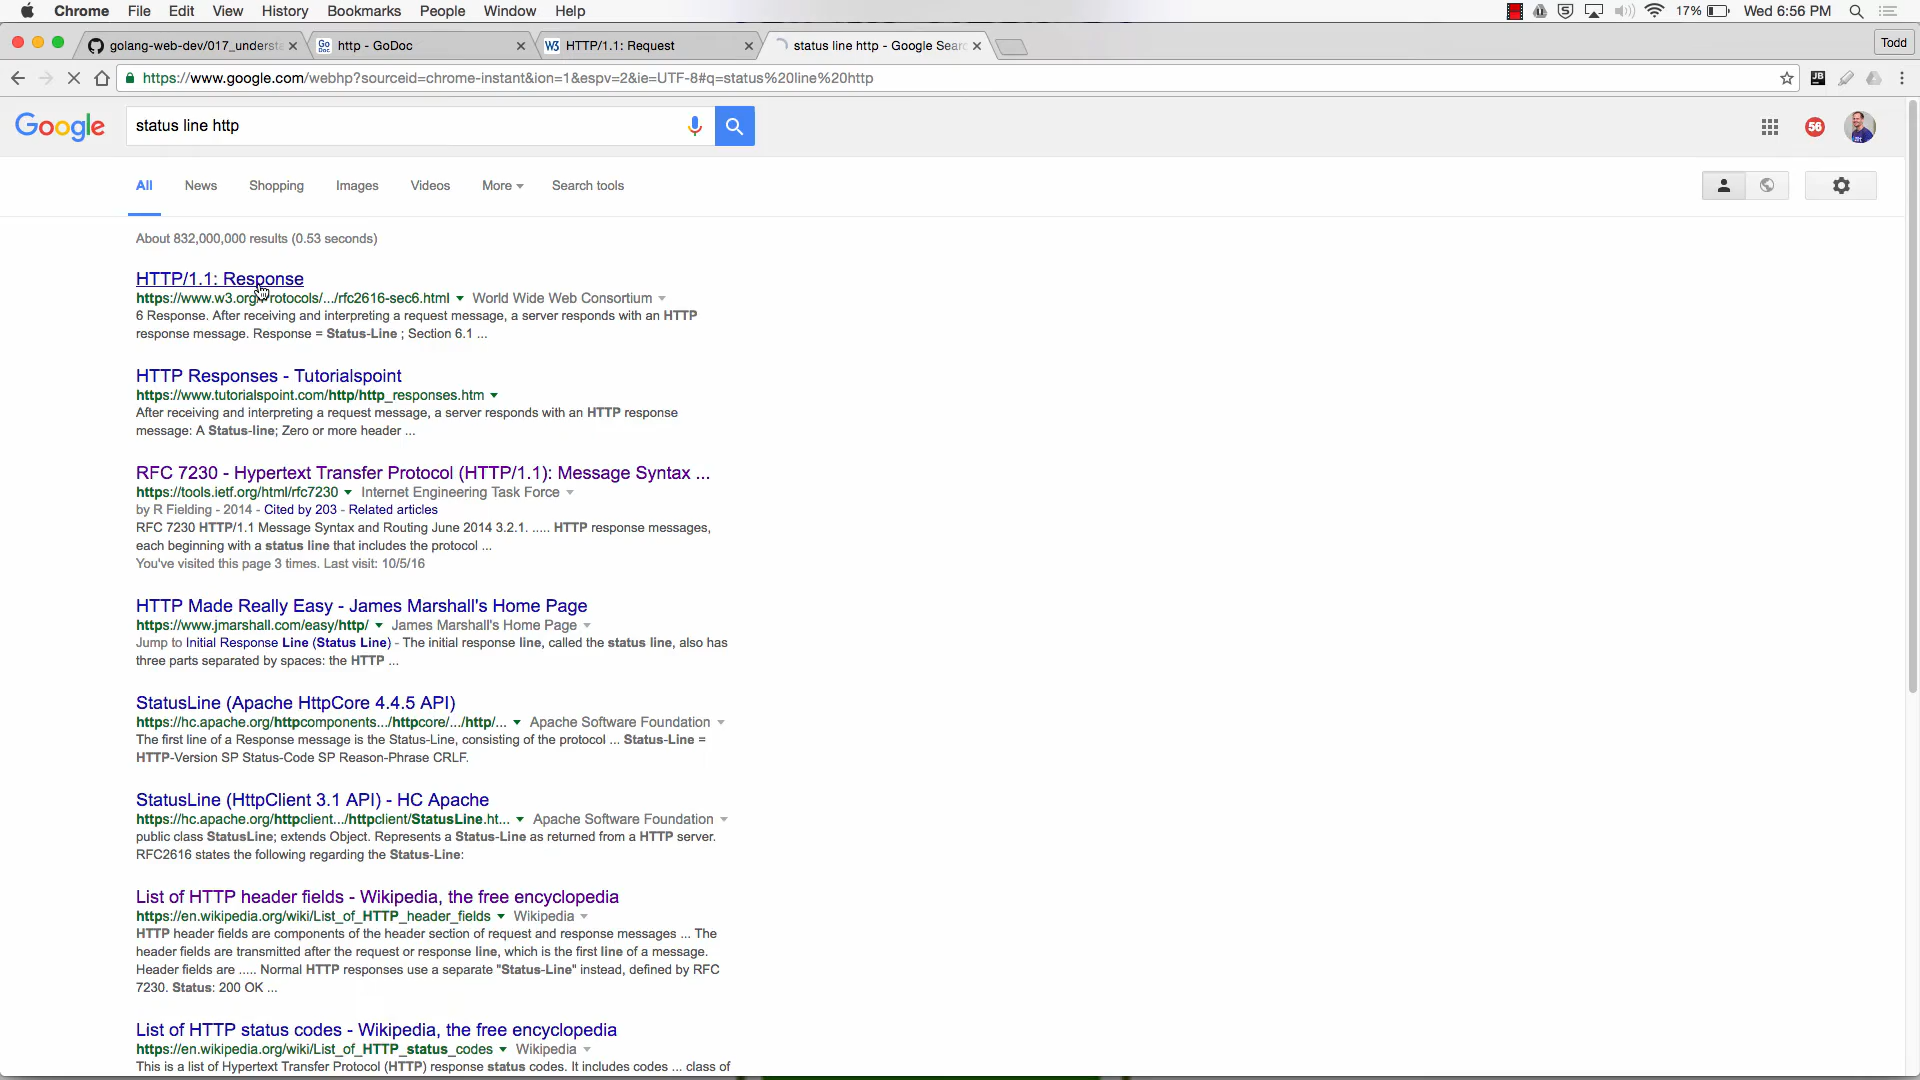 Chrome File Edit View History Bookmarks People Window Help 17% Wed 6:56 PM
golang-web-dev/017_understa http - GoDoc HTTP/1.1: Request status line http - Google Sear Todd
https://www.google.com/webhp?sourceid=chrome-instant&ion=1&espv=2&ie=UTF-8#q=status%20line%20http
Google status line http 56
All News Shopping Images Videos More Search tools
About 832,000,000 results (0.53 seconds)
HTTP/1.1: Response
https://www.w3.org/Protocols/.../rfc2616-sec6.html World Wide Web Consortium
6 Response. After receiving and interpreting a request message, a server responds with an HTTP
response message. Response = Status-Line ; Section 6.1 ...
HTTP Responses - Tutorialspoint
https://www.tutorialspoint.com/http/http_responses.htm
After receiving and interpreting a request message, a server responds with an HTTP response
message: A Status-line; Zero or more header ...
RFC 7230 - Hypertext Transfer Protocol (HTTP/1.1): Message Syntax ...
https://tools.ietf.org/html/rfc7230 Internet Engineering Task Force
by R Fielding - 2014 - Cited by 203 - Related articles
RFC 7230 HTTP/1.1 Message Syntax and Routing June 2014 3.2.1. ..... HTTP response messages,
each beginning with a status line that includes the protocol ...
You've visited this page 3 times. Last visit: 10/5/16
HTTP Made Really Easy - James Marshall's Home Page
https://www.jmarshall.com/easy/http/ James Marshall's Home Page
Jump to Initial Response Line (Status Line) - The initial response line, called the status line, also has
three parts separated by spaces: the HTTP ...
StatusLine (Apache HttpCore 4.4.5 API)
https://hc.apache.org/httpcomponents.../httpcore/.../http/... Apache Software Foundation
The first line of a Response message is the Status-Line, consisting of the protocol ... Status-Line =
HTTP-Version SP Status-Code SP Reason-Phrase CRLF.
StatusLine (HttpClient 3.1 API) - HC Apache
https://hc.apache.org/httpclient.../httpclient/StatusLine.ht... Apache Software Foundation
public class StatusLine; extends Object. Represents a Status-Line as returned from a HTTP server.
RFC2616 states the following regarding the Status-Line:
List of HTTP header fields - Wikipedia, the free encyclopedia
https://en.wikipedia.org/wiki/List_of_HTTP_header_fields Wikipedia
HTTP header fields are components of the header section of request and response messages ... The
header fields are transmitted after the request or response line, which is the first line of a message.
Header fields are ..... Normal HTTP responses use a separate "Status-Line" instead, defined by RFC
7230. Status: 200 OK ...
List of HTTP status codes - Wikipedia, the free encyclopedia
https://en.wikipedia.org/wiki/List_of_HTTP_status_codes Wikipedia
This is a list of Hypertext Transfer Protocol (HTTP) response status codes. It includes codes ... class of